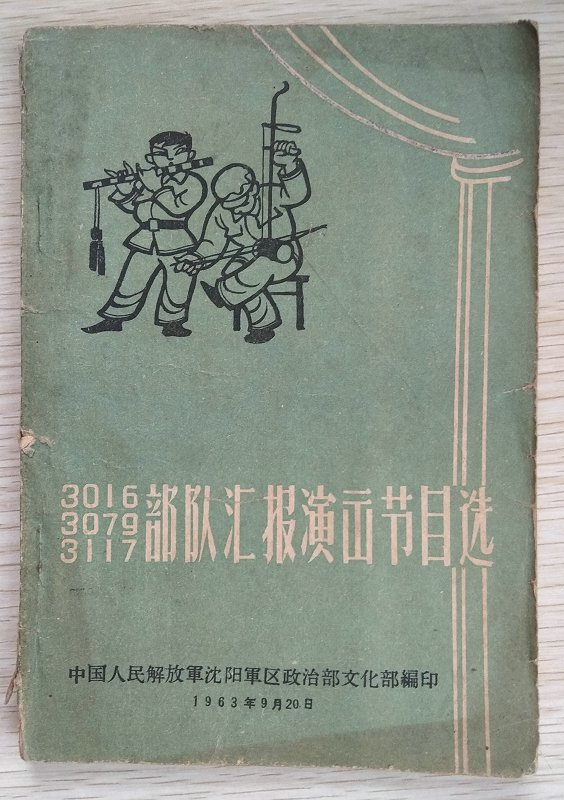 3016
3079
3117
部队汇报演出节目选
中国人民解放軍沈阳軍区政治部文化部編印
1963年9月20日